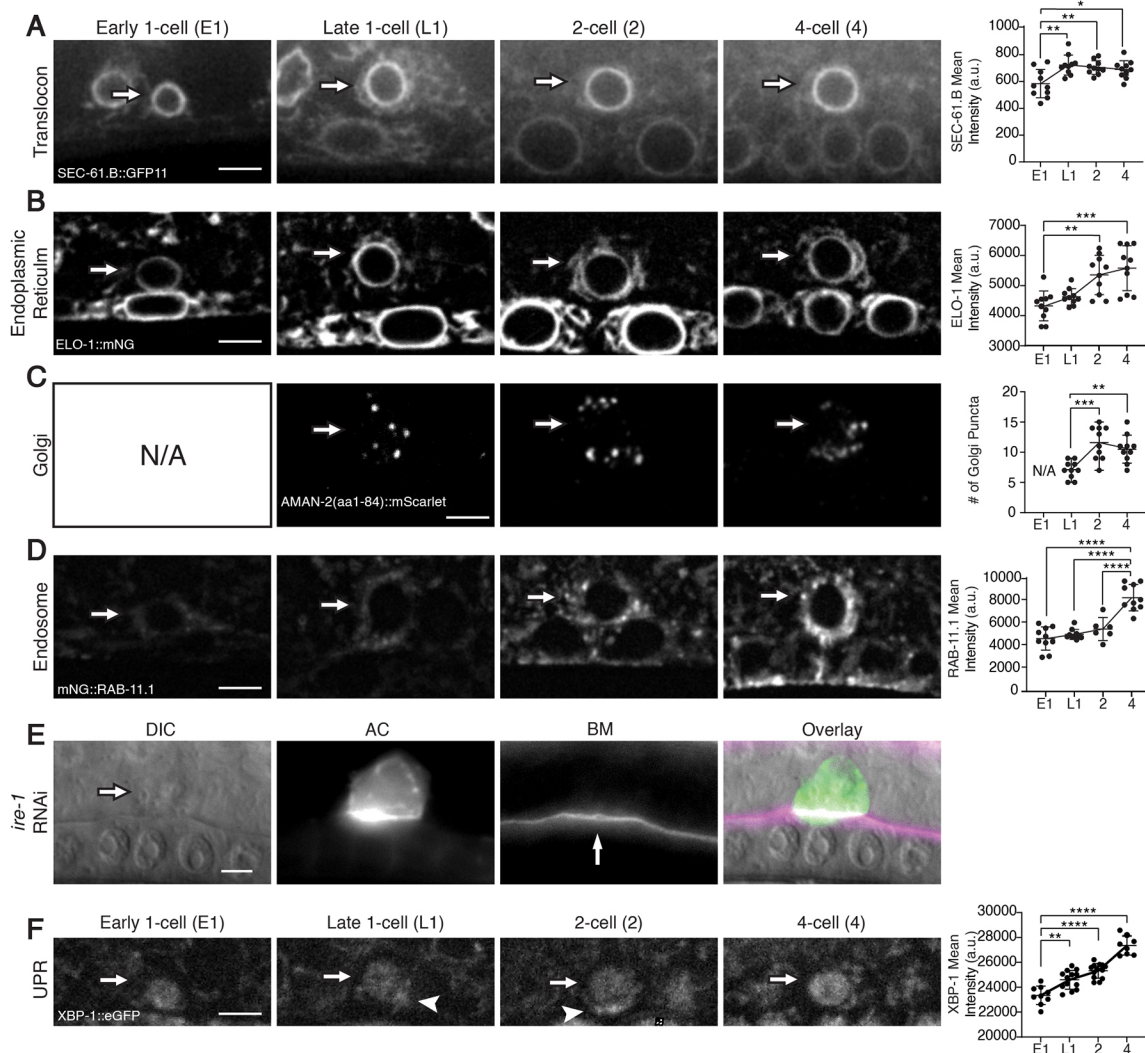 A
Early 1-cell (E1)
Late 1-cell (L1)
2-cell (2)
4-cell (4)
Translocon
SEC-61.B::GFP11
SEC-61.B Mean
Intensity (a.u.)
1000
800
600
400
200
0
*
**
**
E1 L1 2 4
B
Endoplasmic
Reticulm
ELO-1::mNG
ELO-1 Mean
Intensity (a.u.)
7000
6000
5000
4000
3000
***
**
E1 L1 2 4
C
Golgi
N/A
AMAN-2(aa1-84)::mScarlet
# of Golgi Puncta
20
15
10
5
0
**
***
N/A
E1 L1 2 4
D
Endosome
mNG::RAB-11.1
RAB-11.1 Mean
Intensity (a.u.)
10000
8000
6000
4000
2000
0
****
****
****
E1 L1 2 4
E
DIC
AC
BM
Overlay
ire-1
RNAi
F
Early 1-cell (E1)
Late 1-cell (L1)
2-cell (2)
4-cell (4)
UPR
XBP-1::eGFP
XBP-1 Mean
Intensity (a.u.)
30000
28000
26000
24000
22000
20000
****
****
**
E1 L1 2 4